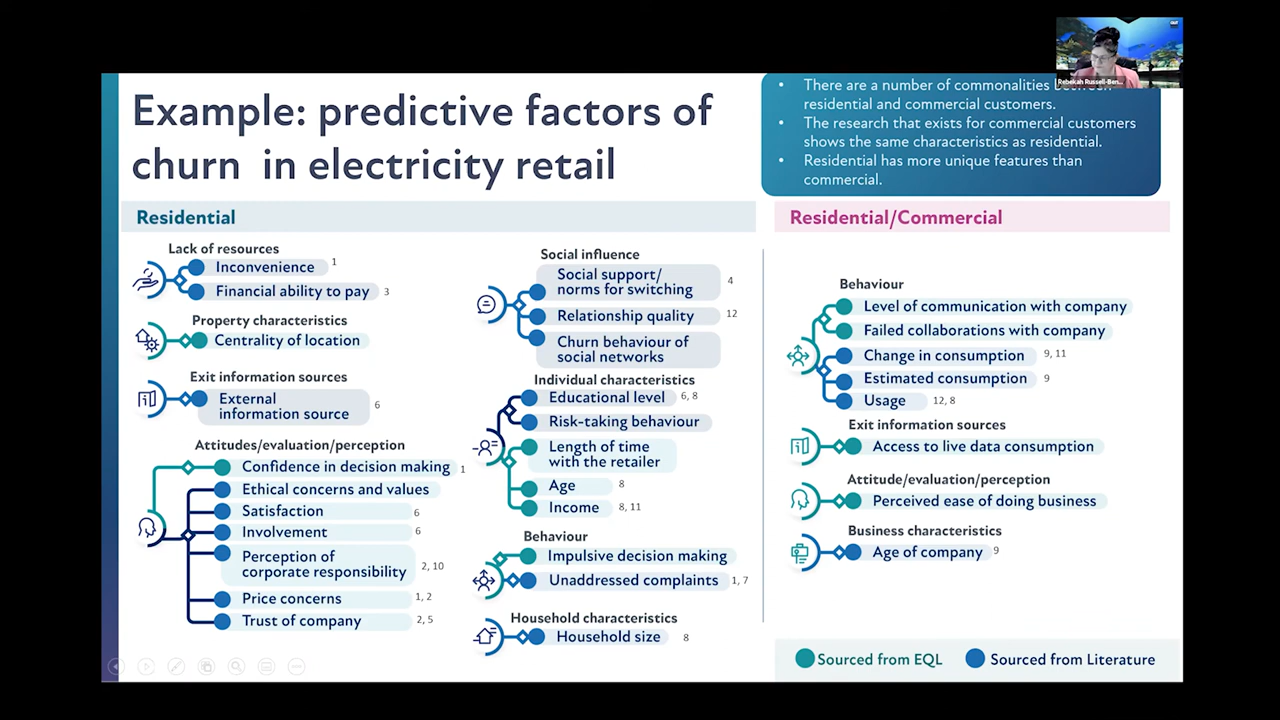 Rebekah Russell-Ben...
Example: predictive factors of
churn in electricity retail
• There are a number of commonalities
residential and commercial customers.
• The research that exists for commercial customers
shows the same characteristics as residential.
• Residential has more unique features than
commercial.
Residential
Lack of resources
Inconvenience 1
Financial ability to pay 3
Property characteristics
Centrality of location
Exit information sources
External
information source 6
Attitudes/evaluation/perception
Confidence in decision making 1
Ethical concerns and values
Satisfaction 6
Involvement 6
Perception of
corporate responsibility 2, 10
Price concerns 1, 2
Trust of company 2, 5
Social influence
Social support/
norms for switching 4
Relationship quality 12
Churn behaviour of
social networks
Individual characteristics
Educational level 6, 8
Risk-taking behaviour
Length of time
with the retailer
Age 8
Income 8, 11
Behaviour
Impulsive decision making
Unaddressed complaints 1, 7
Household characteristics
Household size 8
Residential/Commercial
Behaviour
Level of communication with company
Failed collaborations with company
Change in consumption 9, 11
Estimated consumption 9
Usage 12, 8
Exit information sources
Access to live data consumption
Attitude/evaluation/perception
Perceived ease of doing business
Business characteristics
Age of company 9
Sourced from EQL
Sourced from Literature